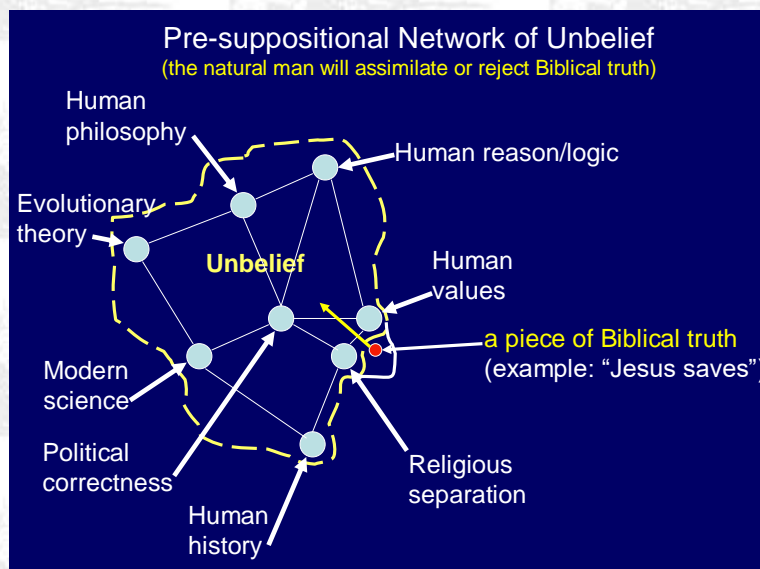 Pre-suppositional Network of Unbelief
(the natural man will assimilate or reject Biblical truth)
Human
philosophy
Human reason/logic
Evolutionary
theory
Unbelief
Human
values
a piece of Biblical truth
(example: “Jesus saves”)
Modern
science
Political
correctness
Religious
separation
Human
history